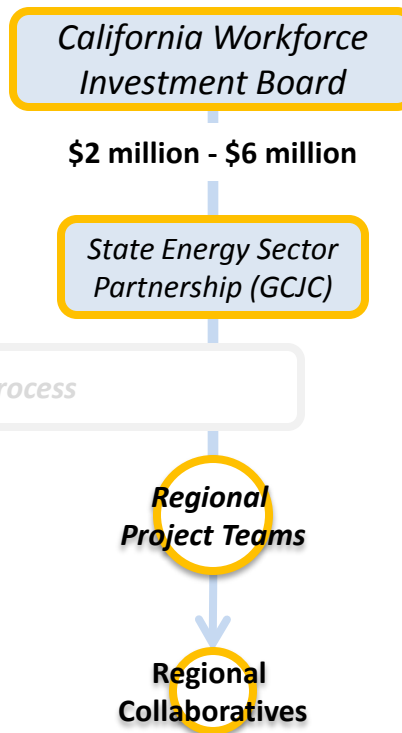 California Workforce
Investment Board
$2 million - $6 million
State Energy Sector
Partnership (GCJC)
rocess
Regional
Project Teams
Regional
Collaboratives